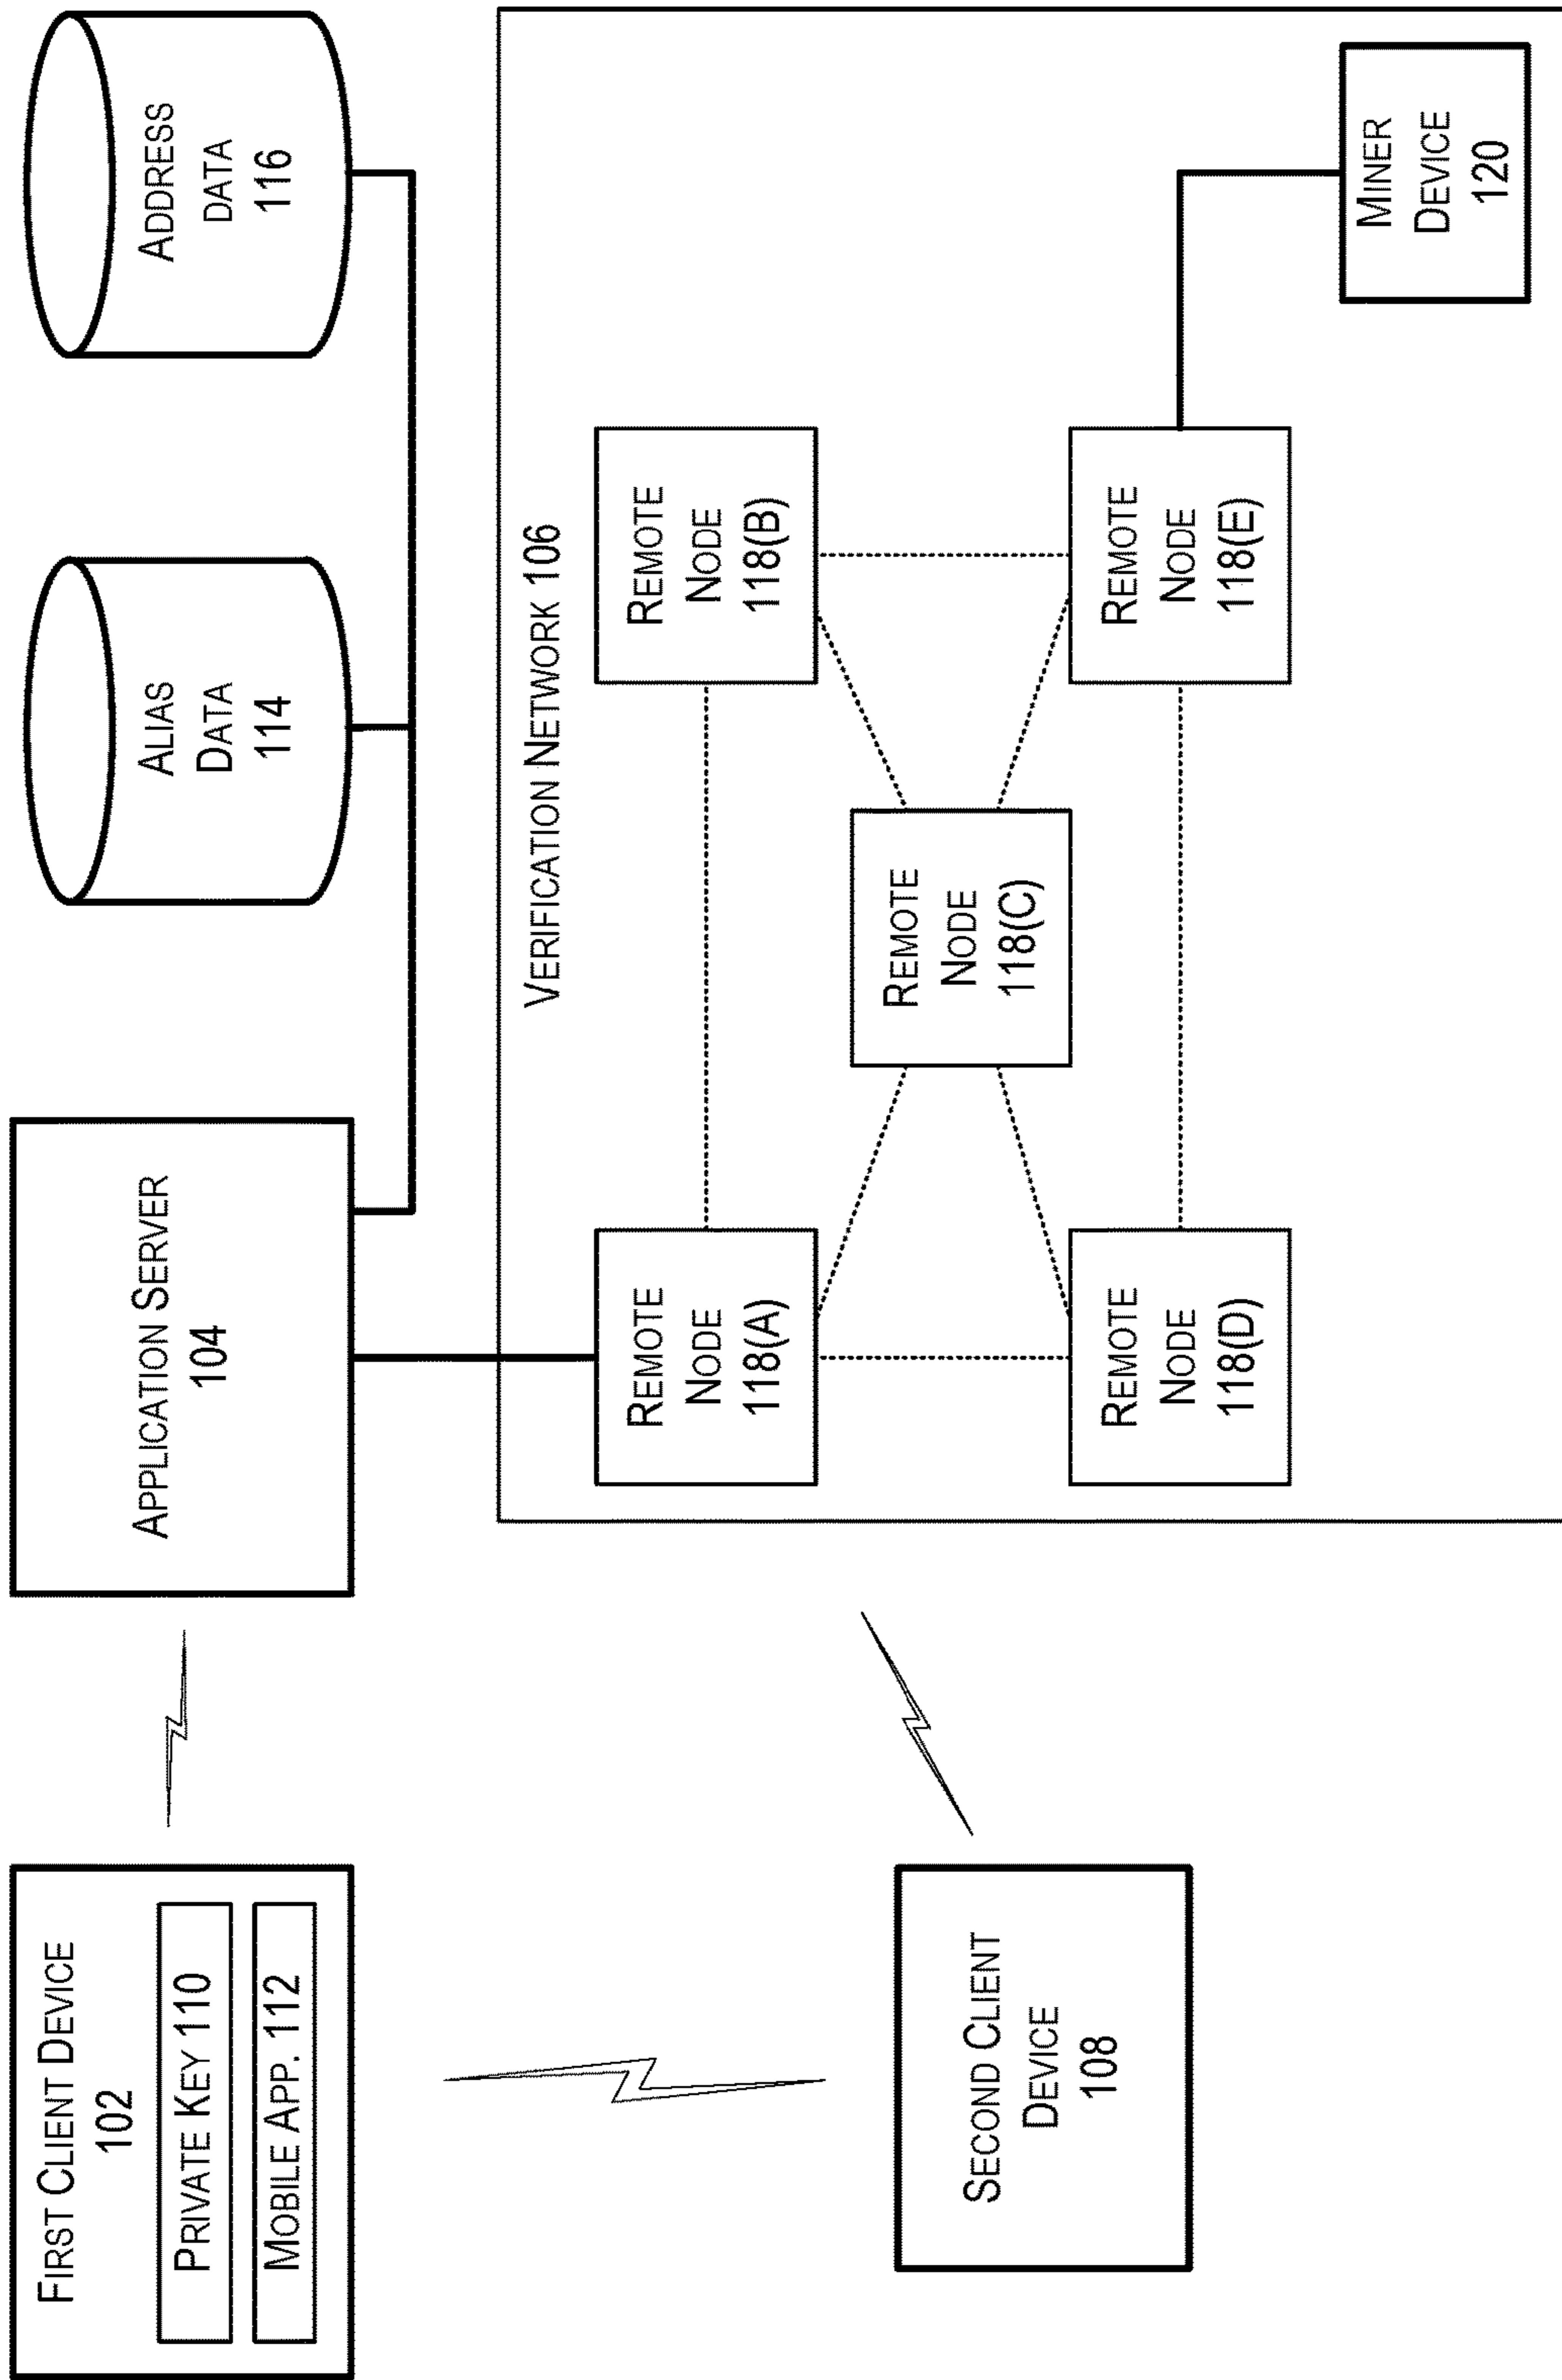 FIRST CLIENT DEVICE
102
PRIVATE KEY 110
MOBILE APP. 112
APPLICATION SERVER
104
ALIAS
DATA
114
ADDRESS
DATA
116
VERIFICATION NETWORK 106
REMOTE
NODE
118(A)
REMOTE
NODE
118(B)
REMOTE
NODE
118(C)
REMOTE
NODE
118(D)
REMOTE
NODE
118(E)
MINER
DEVICE
120
SECOND CLIENT
DEVICE
108